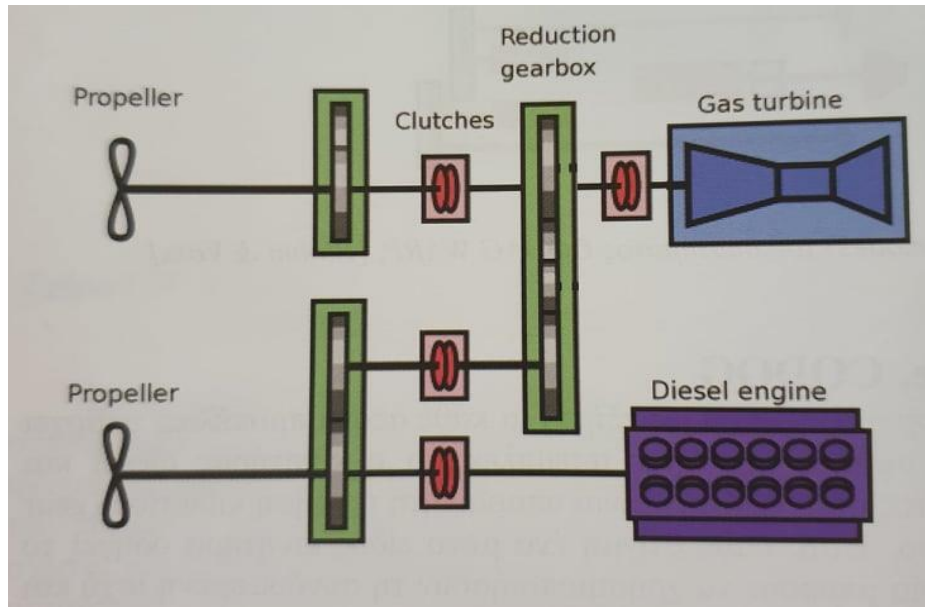 Reduction
gearbox
Propeller
Clutches
Gas turbine
Propeller
Diesel engine